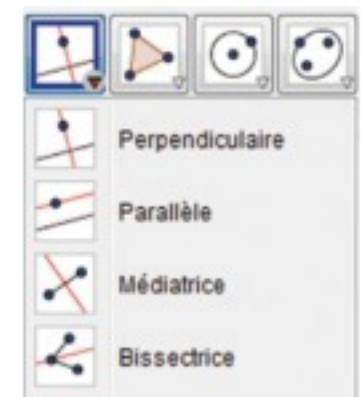 Perpendiculaire
Parallèle
Médiatrice
Bissectrice